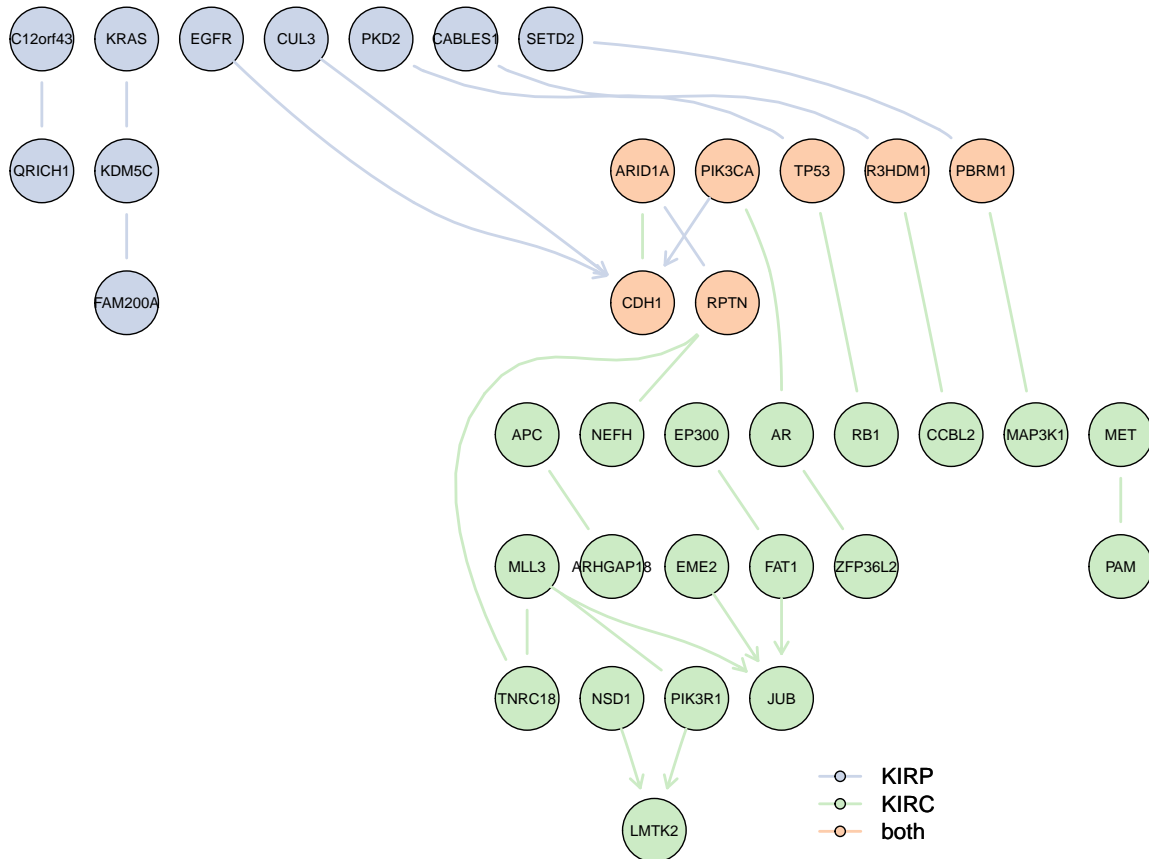 C12orf43 KRAS EGFR CUL3 PKD2 CABLES1 SETD2
QRICH1 KDM5C ARID1A PIK3CA TP53 R3HDM1 PBRM1
FAM200A CDH1 RPTN
APC NEFH EP300 AR RB1 CCBL2 MAP3K1 MET
MLL3 ARHGAP18 EME2 FAT1 ZFP36L2 PAM
TNRC18 NSD1 PIK3R1 JUB
LMTK2
KIRP
KIRC
both